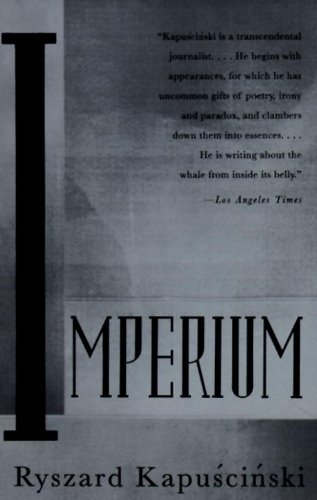 "Kapuściński is a transcendental
journalist. . . . He begins with
appearances, for which he has
uncommon gifts of poetry, irony
and paradox, and clambers
down them into essences. . . .
He is writing about the
whale from inside its belly."
—Los Angeles Times
IMPERIUM
Ryszard Kapuściński